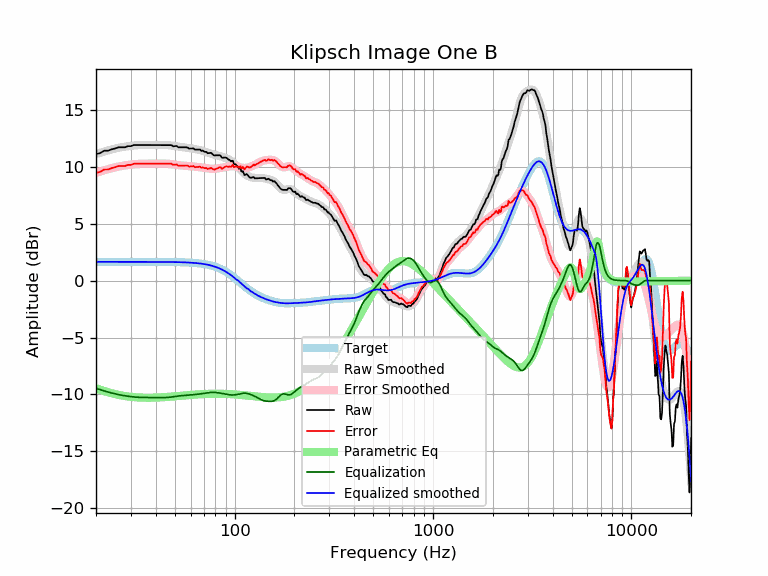 Klipsch Image One B
Amplitude (dBr)
15
10
5
0
−5
−10
−15
−20
Target
Raw Smoothed
Error Smoothed
Raw
Error
Parametric Eq
Equalization
Equalized smoothed
100
1000
10000
Frequency (Hz)